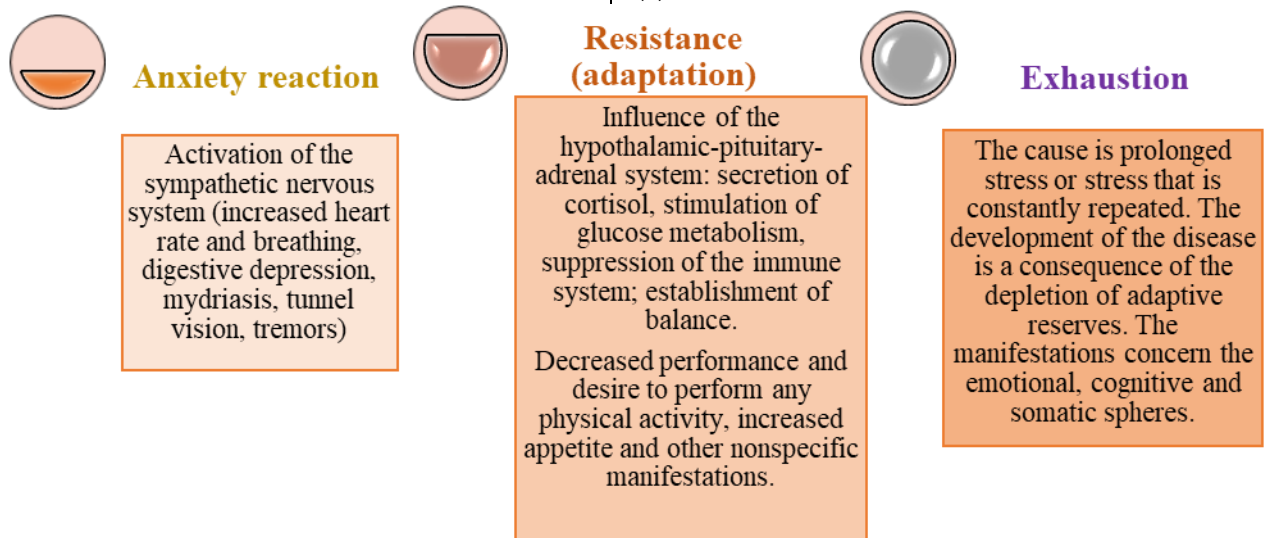 Anxiety reaction
Activation of the
sympathetic nervous
system (increased heart
rate and breathing,
digestive depression,
mydriasis, tunnel
vision, tremors)
Resistance
(adaptation)
Influence of the
hypothalamic-pituitary-
adrenal system: secretion of
cortisol, stimulation of
glucose metabolism,
suppression of the immune
system; establishment of
balance.
Decreased performance and
desire to perform any
physical activity, increased
appetite and other nonspecific
manifestations.
Exhaustion
The cause is prolonged
stress or stress that is
constantly repeated. The
development of the disease
is a consequence of the
depletion of adaptive
reserves. The
manifestations concern the
emotional, cognitive and
somatic spheres.